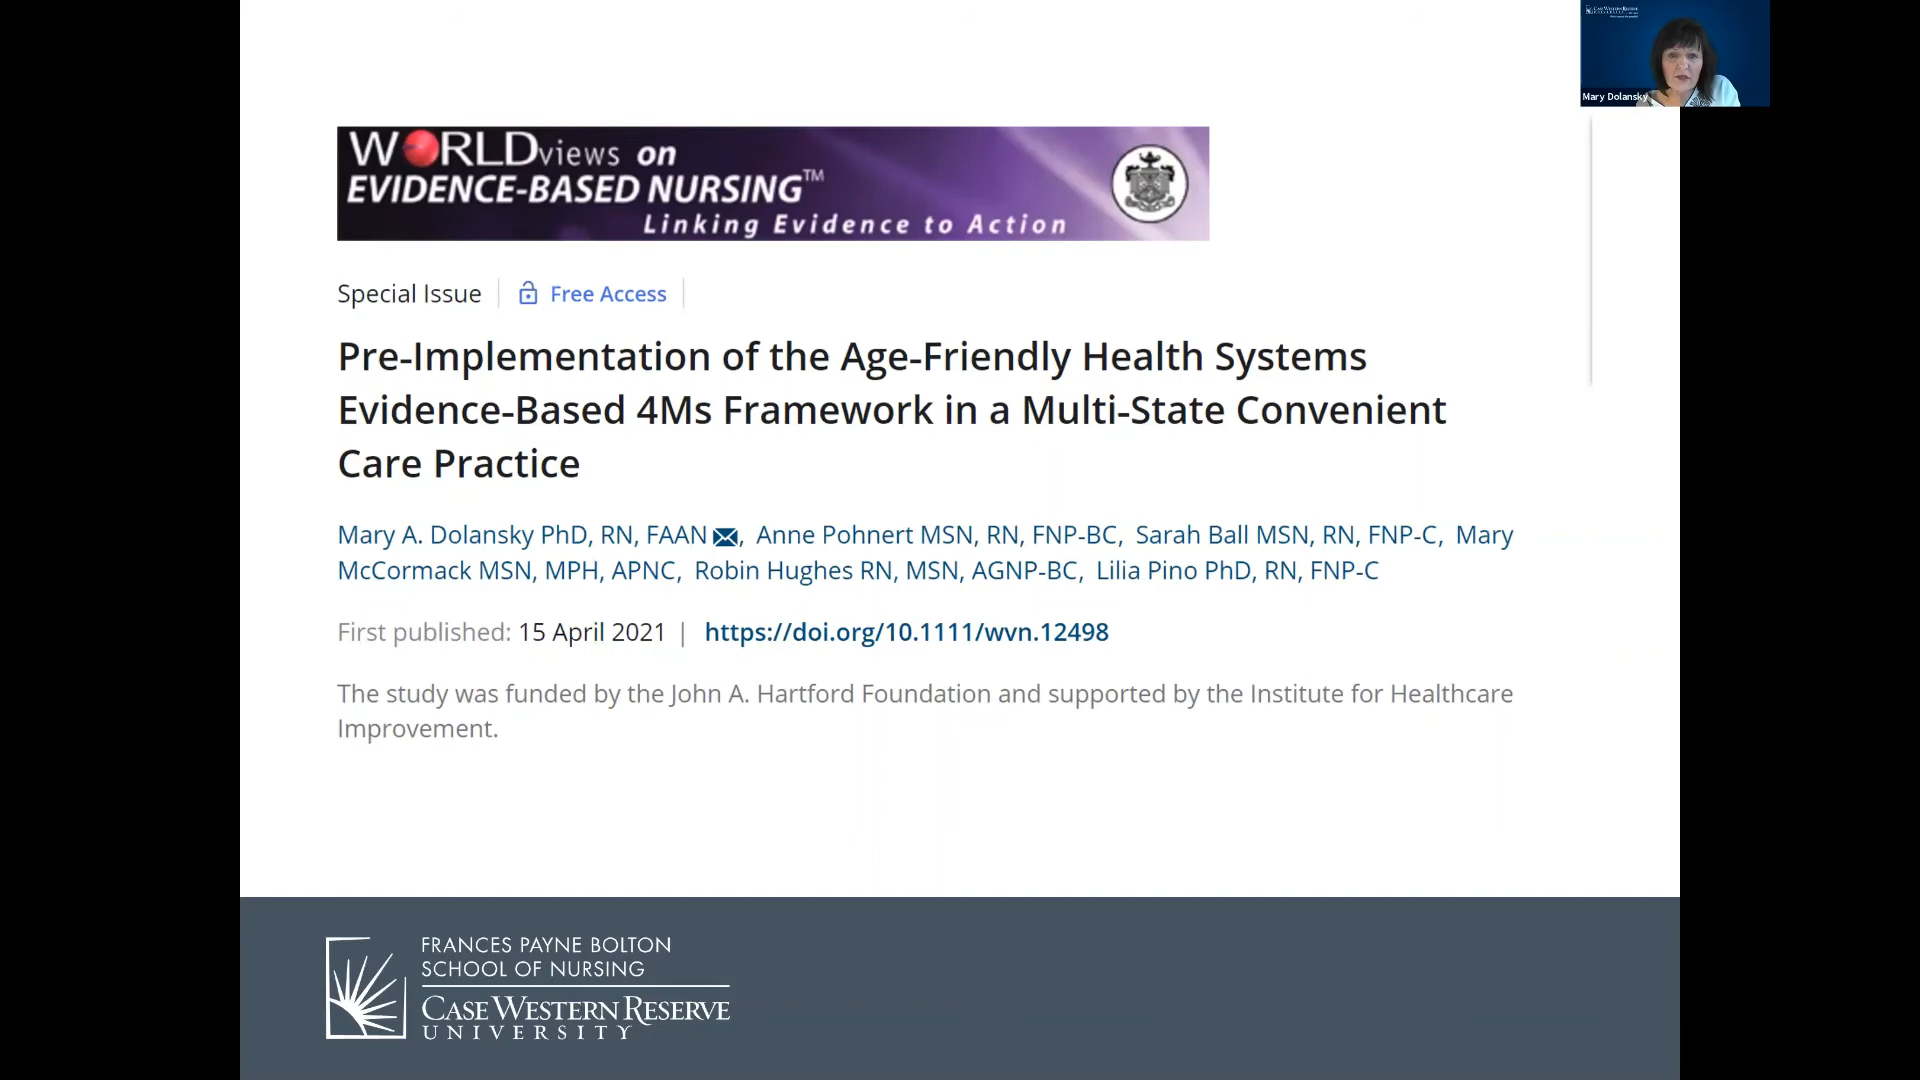 WORLDviews on
EVIDENCE-BASED NURSING™
Linking Evidence to Action
Special Issue
Free Access
Pre-Implementation of the Age-Friendly Health Systems
Evidence-Based 4Ms Framework in a Multi-State Convenient
Care Practice
Mary A. Dolansky PhD, RN, FAAN, Anne Pohnert MSN, RN, FNP-BC, Sarah Ball MSN, RN, FNP-C, Mary
McCormack MSN, MPH, APNC, Robin Hughes RN, MSN, AGNP-BC, Lilia Pino PhD, RN, FNP-C
First published: 15 April 2021 | https://doi.org/10.1111/wvn.12498
The study was funded by the John A. Hartford Foundation and supported by the Institute for Healthcare
Improvement.
FRANCES PAYNE BOLTON
SCHOOL OF NURSING
CASE WESTERN RESERVE
UNIVERSITY
CASE WESTERN RESERVE
UNIVERSITY
Mary Dolansky